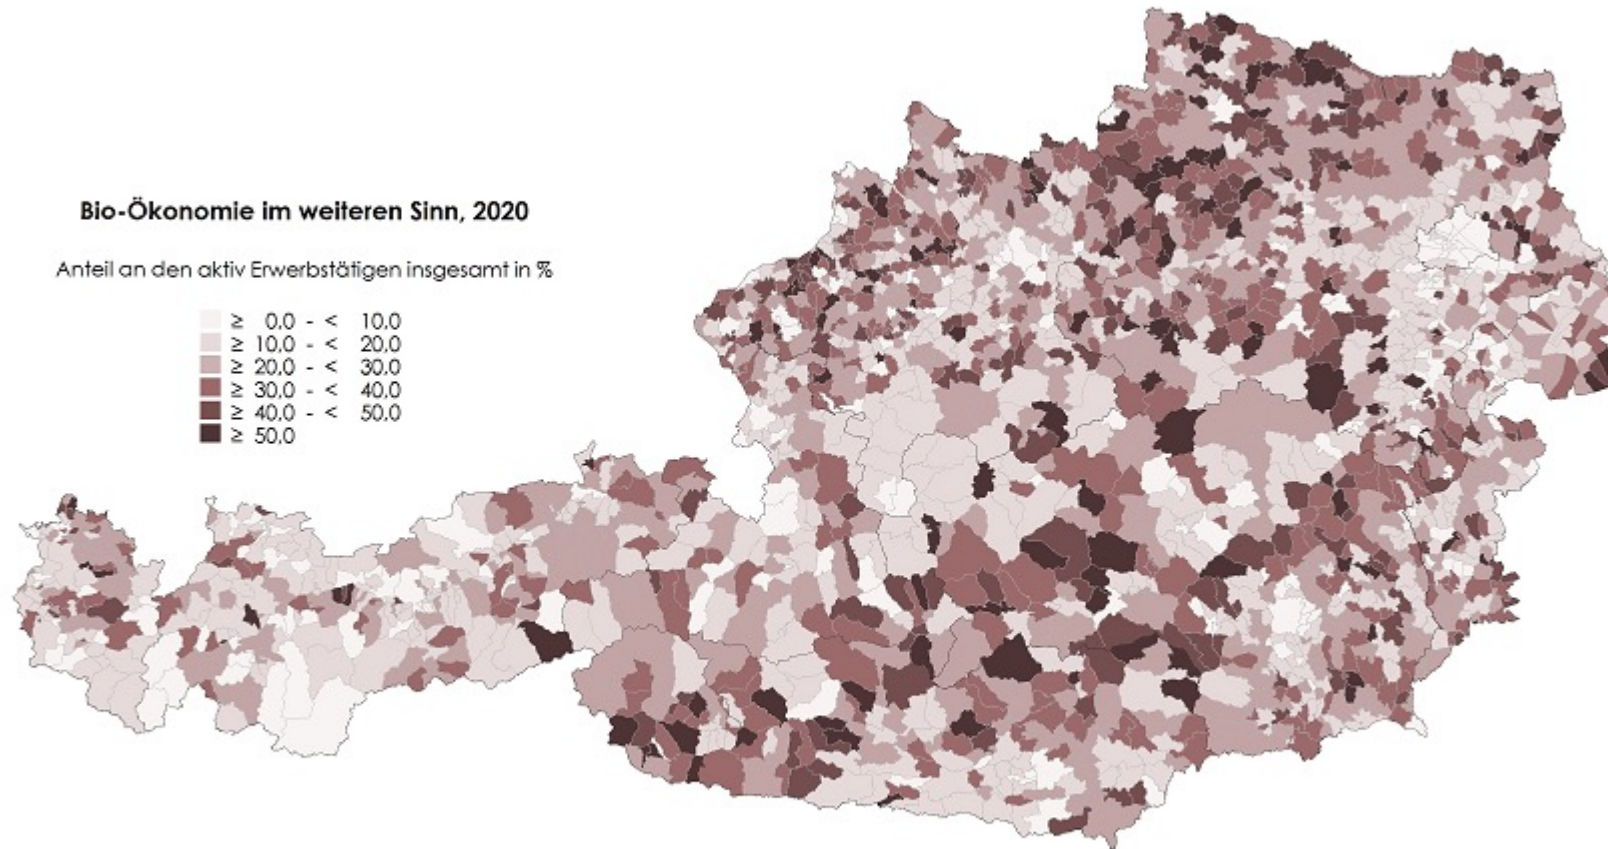 Bio-Ökonomie im weiteren Sinn, 2020
Anteil an den aktiv Erwerbstätigen insgesamt in %
≥ 0,0 - < 10,0
≥ 10,0 - < 20,0
≥ 20,0 - < 30,0
≥ 30,0 - < 40,0
≥ 40,0 - < 50,0
≥ 50,0